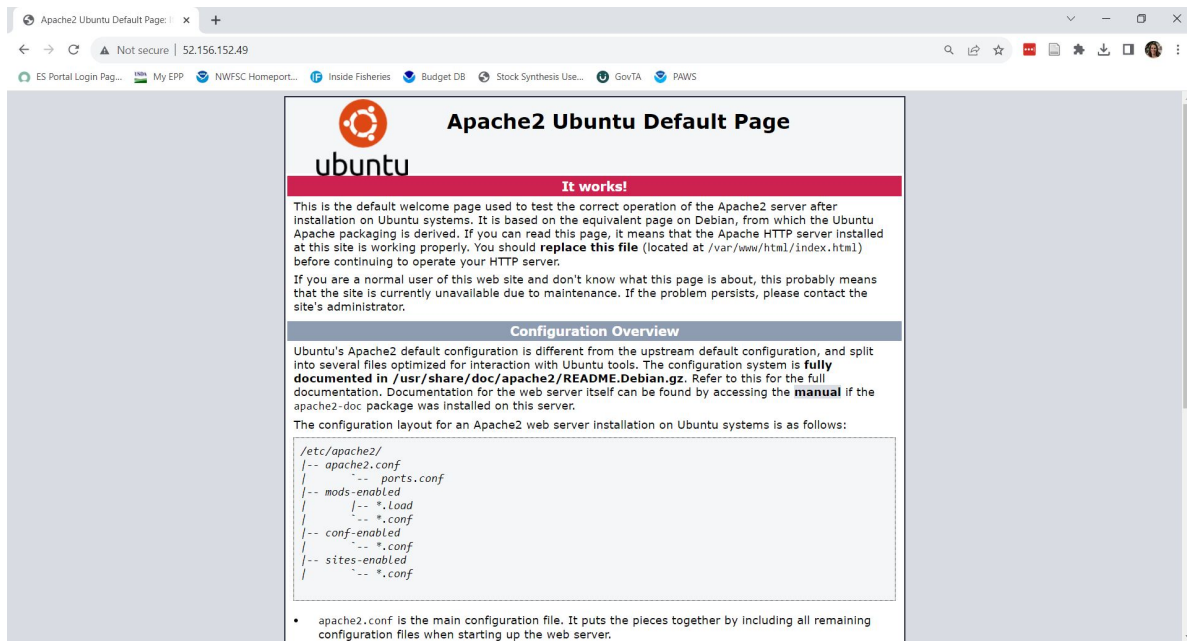 Apache2 Ubuntu Default Page: I
Not secure | 52.156.152.49
ES Portal Login Pag... My EPP NWFSC Homeport... Inside Fisheries Budget DB Stock Synthesis Use... GovTA PAWS
ubuntu
Apache2 Ubuntu Default Page
It works!
This is the default welcome page used to test the correct operation of the Apache2 server after
installation on Ubuntu systems. It is based on the equivalent page on Debian, from which the Ubuntu
Apache packaging is derived. If you can read this page, it means that the Apache HTTP server installed
at this site is working properly. You should replace this file (located at /var/www/html/index.html)
before continuing to operate your HTTP server.
If you are a normal user of this web site and don't know what this page is about, this probably means
that the site is currently unavailable due to maintenance. If the problem persists, please contact the
site's administrator.
Configuration Overview
Ubuntu's Apache2 default configuration is different from the upstream default configuration, and split
into several files optimized for interaction with Ubuntu tools. The configuration system is fully
documented in /usr/share/doc/apache2/README.Debian.gz. Refer to this for the full
documentation. Documentation for the web server itself can be found by accessing the manual if the
apache2-doc package was installed on this server.
The configuration layout for an Apache2 web server installation on Ubuntu systems is as follows:
/etc/apache2/
|-- apache2.conf
|       `--  ports.conf
|-- mods-enabled
|       |-- *.load
|       `-- *.conf
|-- conf-enabled
|       `-- *.conf
|-- sites-enabled
|       `-- *.conf
• apache2.conf is the main configuration file. It puts the pieces together by including all remaining
configuration files when starting up the web server.